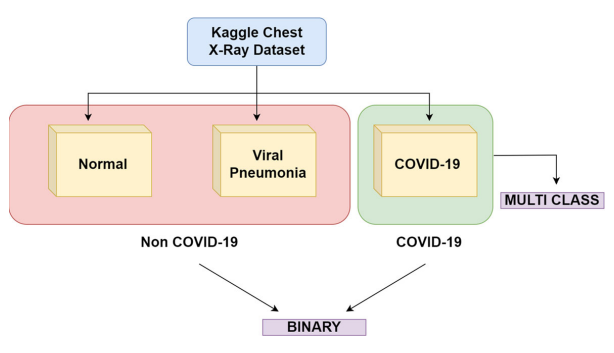 Kaggle Chest
X-Ray Dataset
Normal
Viral
Pneumonia
COVID-19
MULTI CLASS
Non COVID-19
COVID-19
BINARY